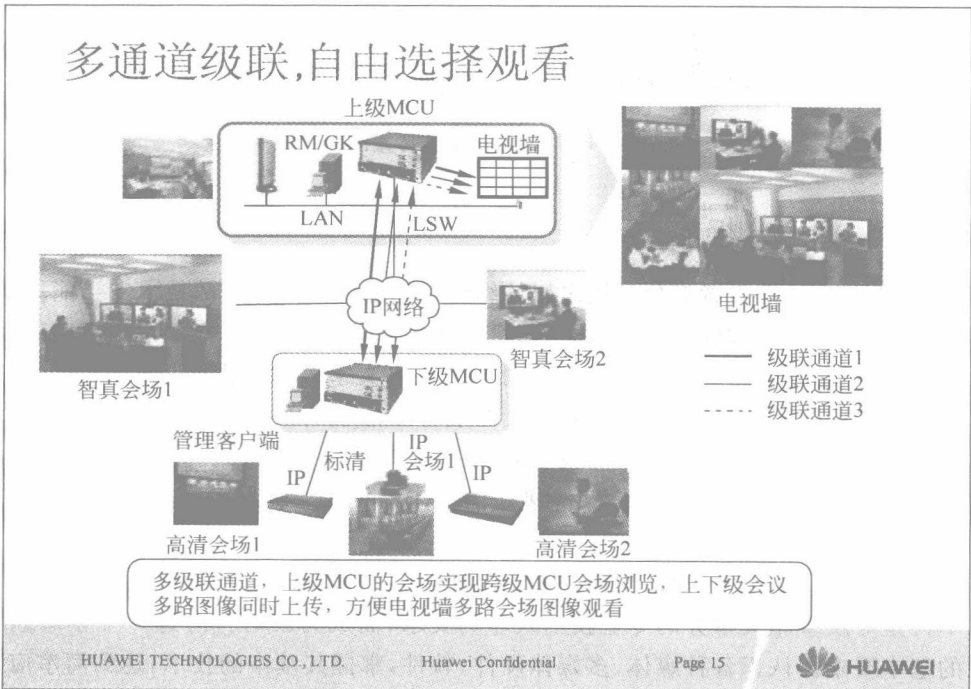 多通道级联,自由选择观看
上级MCU
RM/GK
电视墙
LAN
LSW
IP网络
电视墙
智真会场1
智真会场2
下级MCU
级联通道1
级联通道2
级联通道3
管理客户端
IP
标清
IP
会场1
IP
高清会场1
高清会场2
多级联通道，上级MCU的会场实现跨级MCU会场浏览，上下级会议
多路图像同时上传，方便电视墙多路会场图像观看
HUAWEI TECHNOLOGIES CO., LTD.
Huawei Confidential
Page 15
HUAWEI